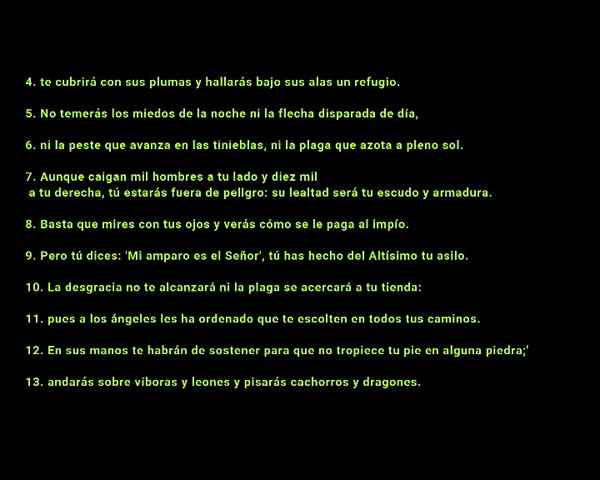 4. te cubrirá con sus plumas y hallarás bajo sus alas un refugio.
5. No temerás los miedos de la noche ni la flecha disparada de día,
6. ni la peste que avanza en las tinieblas, ni la plaga que azota a pleno sol.
7. Aunque caigan mil hombres a tu lado y diez mil
a tu derecha, tú estarás fuera de peligro: su lealtad será tu escudo y armadura.
8. Basta que mires con tus ojos y verás cómo se le paga al impío.
9. Pero tú dices: 'Mi amparo es el Señor', tú has hecho del Altísimo tu asilo.
10. La desgracia no te alcanzará ni la plaga se acercará a tu tienda:
11. pues a los ángeles les ha ordenado que te escolten en todos tus caminos.
12. En sus manos te habrán de sostener para que no tropiece tu pie en alguna piedra;'
13. andarás sobre víboras y leones y pisarás cachorros y dragones.